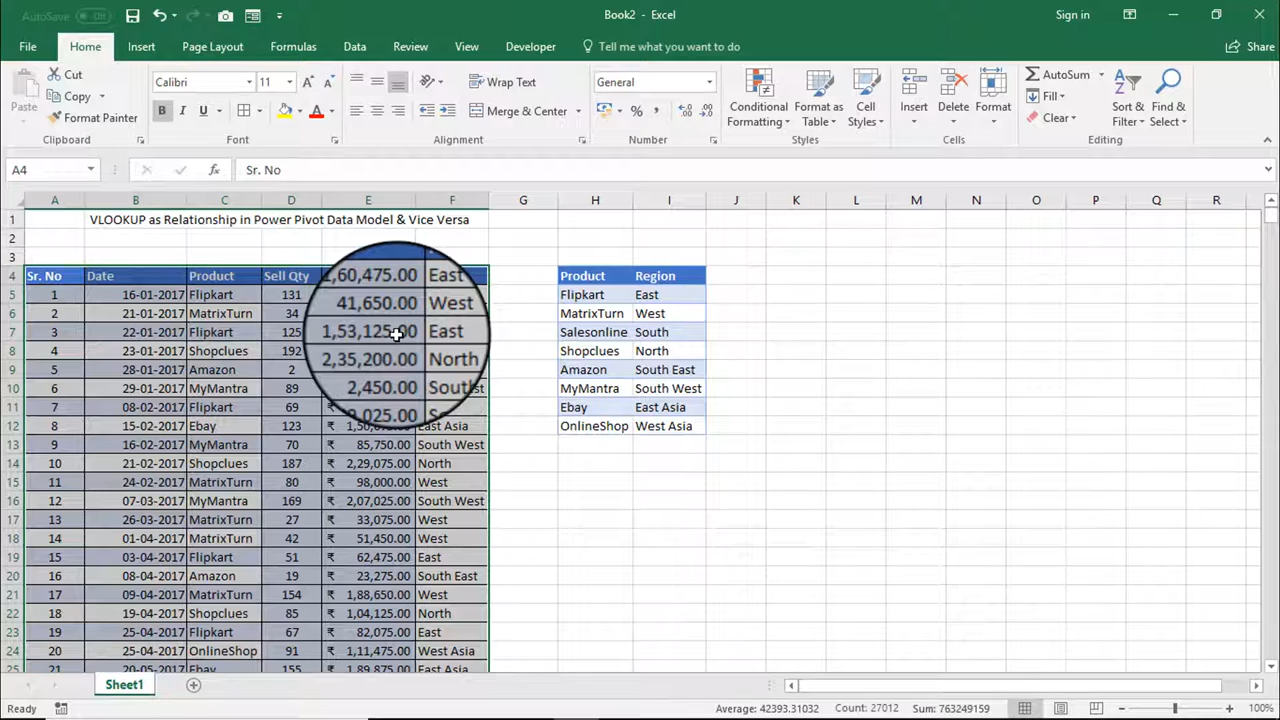 AutoSave Off Book2 - Excel Sign in
File Home Insert Page Layout Formulas Data Review View Developer Tell me what you want to do Share
Paste Cut Copy Format Painter
Clipboard
Calibri 11
B I U A
Font
Wrap Text
Merge & Center
Alignment
General
%
Number
Conditional Formatting Format as Table Cell Styles
Styles
Insert Delete Format
Cells
AutoSum Fill Clear Sort & Filter Find & Select
Editing
A4 fx Sr. No
A B C D E F G H I J K L M N O P Q R
1 VLOOKUP as Relationship in Power Pivot Data Model & Vice Versa
2
3
4 Sr. No Date Product Sell Qty Product Region
5 1 16-01-2017 Flipkart 131 1,60,475.00 East Flipkart East
6 2 21-01-2017 MatrixTurn 34 41,650.00 West MatrixTurn West
7 3 22-01-2017 Flipkart 125 1,53,125.00 East Salesonline South
8 4 23-01-2017 Shopclues 192 2,35,200.00 North Shopclues North
9 5 28-01-2017 Amazon 2 2,450.00 South Amazon South East
10 6 29-01-2017 MyMantra 89 MyMantra South West
11 7 08-02-2017 Flipkart 69 Ebay East Asia
12 8 15-02-2017 Ebay 123 East Asia OnlineShop West Asia
13 9 16-02-2017 MyMantra 70 ₹ 85,750.00 South West
14 10 21-02-2017 Shopclues 187 ₹ 2,29,075.00 North
15 11 24-02-2017 MatrixTurn 80 ₹ 98,000.00 West
16 12 07-03-2017 MyMantra 169 ₹ 2,07,025.00 South West
17 13 26-03-2017 MatrixTurn 27 ₹ 33,075.00 West
18 14 01-04-2017 MatrixTurn 42 ₹ 51,450.00 West
19 15 03-04-2017 Flipkart 51 ₹ 62,475.00 East
20 16 08-04-2017 Amazon 19 ₹ 23,275.00 South East
21 17 09-04-2017 MatrixTurn 154 ₹ 1,88,650.00 West
22 18 19-04-2017 Shopclues 85 ₹ 1,04,125.00 North
23 19 25-04-2017 Flipkart 67 ₹ 82,075.00 East
24 20 25-04-2017 OnlineShop 91 ₹ 1,11,475.00 West Asia
25 21 20-05-2017 Ebay 155 ₹ 1,89,875.00 East Asia
Sheet1
Ready Average: 42393.31032 Count: 27012 Sum: 763249159 100%